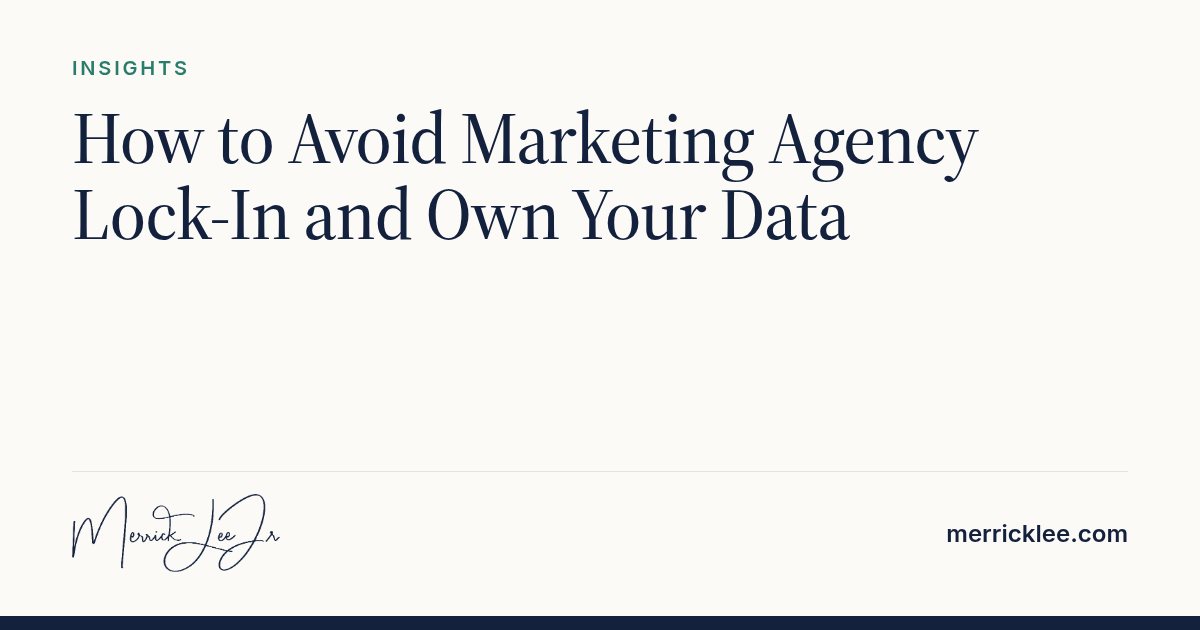 INSIGHTS
How to Avoid Marketing Agency
Lock-In and Own Your Data
Merrick Lee Jr
merricklee.com